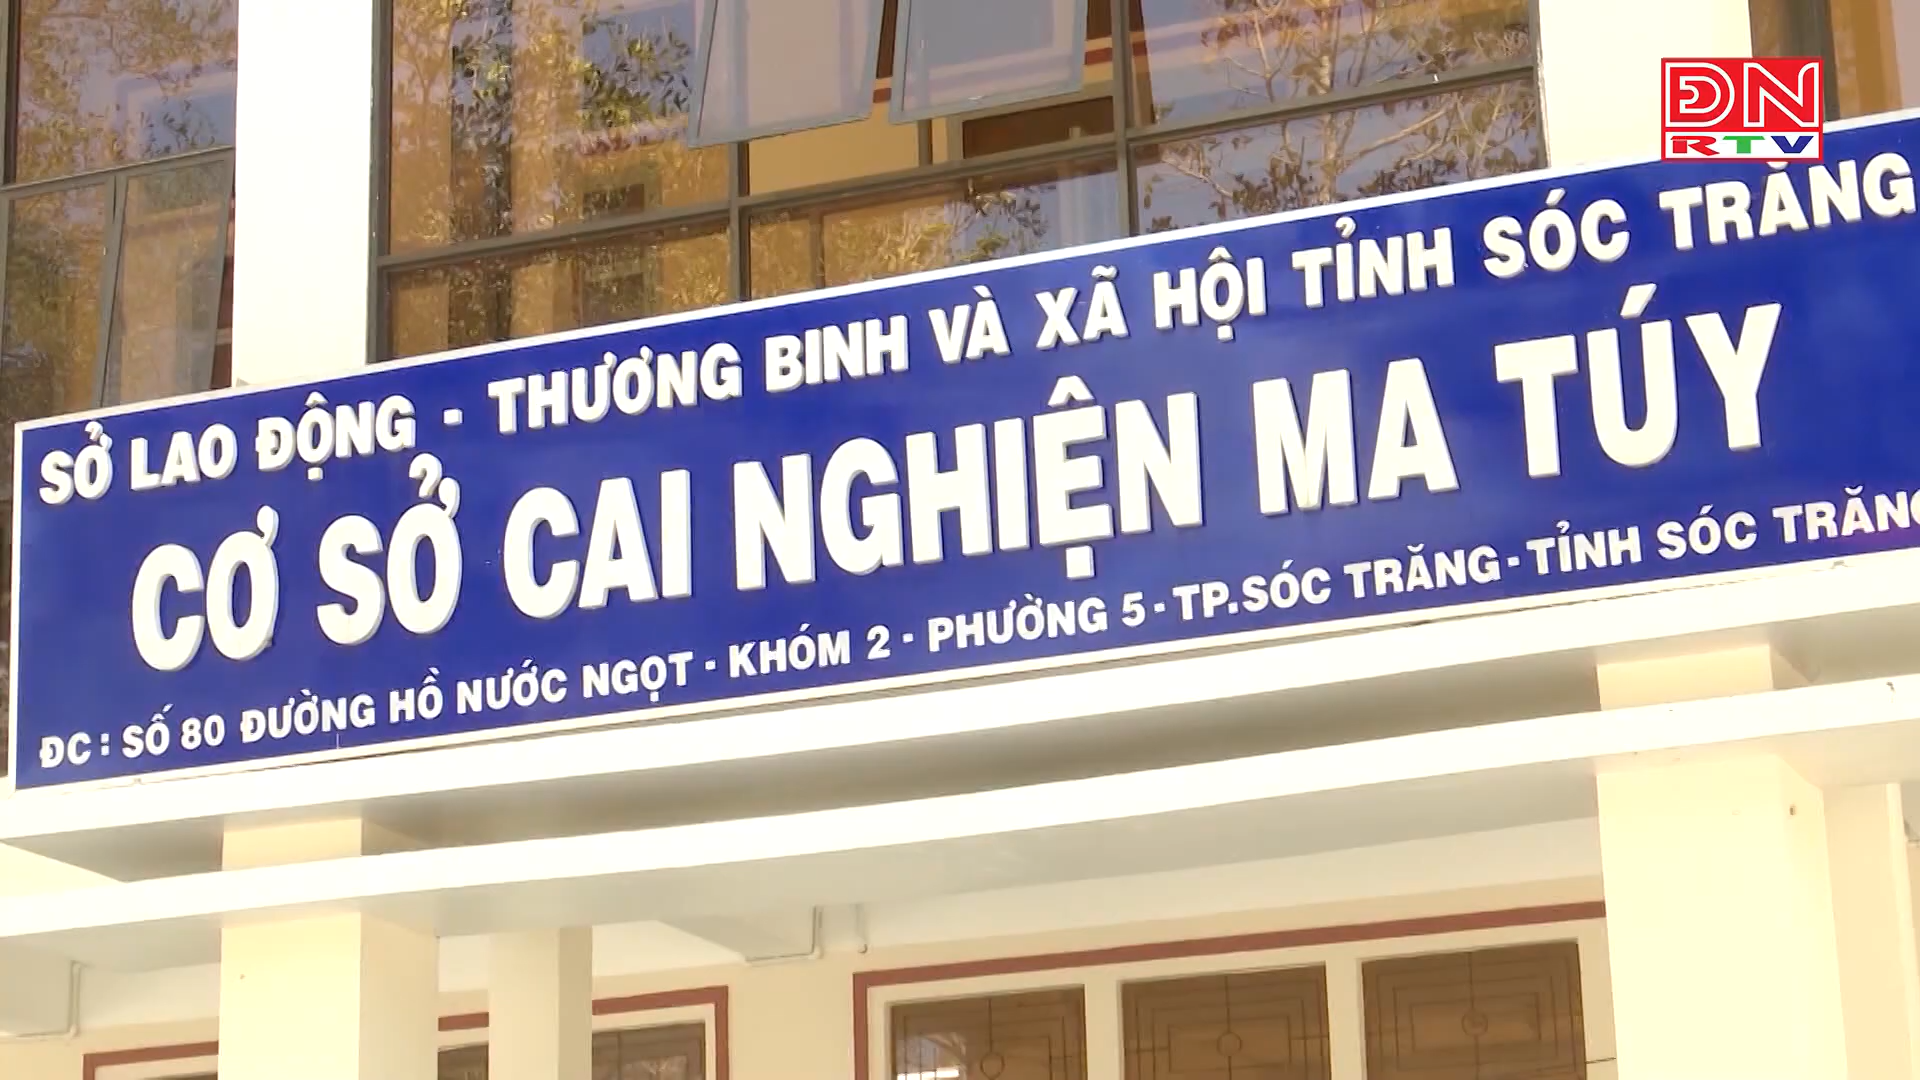 ĐN
RTV
SỞ LAO ĐỘNG - THƯƠNG BINH VÀ XÃ HỘI TỈNH SÓC TRĂNG
CƠ SỞ CAI NGHIỆN MA TÚY
ĐC : SỐ 80 ĐƯỜNG HỒ NƯỚC NGỌT - KHÓM 2 - PHƯỜNG 5 - TP.SÓC TRĂNG - TỈNH SÓC TRĂNG